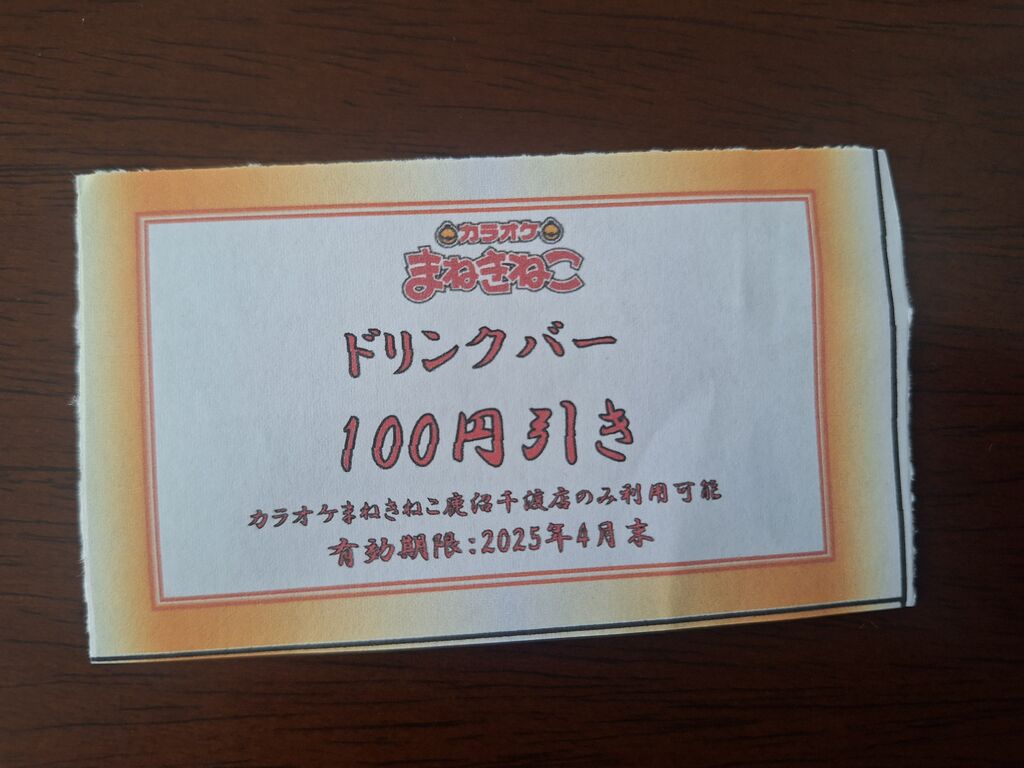 カラオケ
まねきねこ
ドリンクバー
100円引き
カラオケまねきねこ鹿沼千渡店のみ利用可能
有効期限:2025年4月末